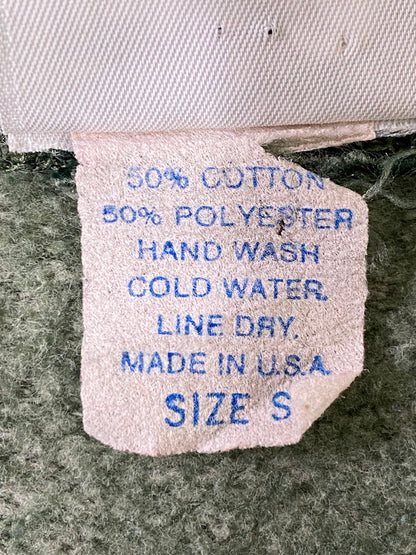 50% COTTON
50% POLYESTER
HAND WASH
COLD WATER.
LINE DRY.
MADE IN U.S.A.
SIZE S